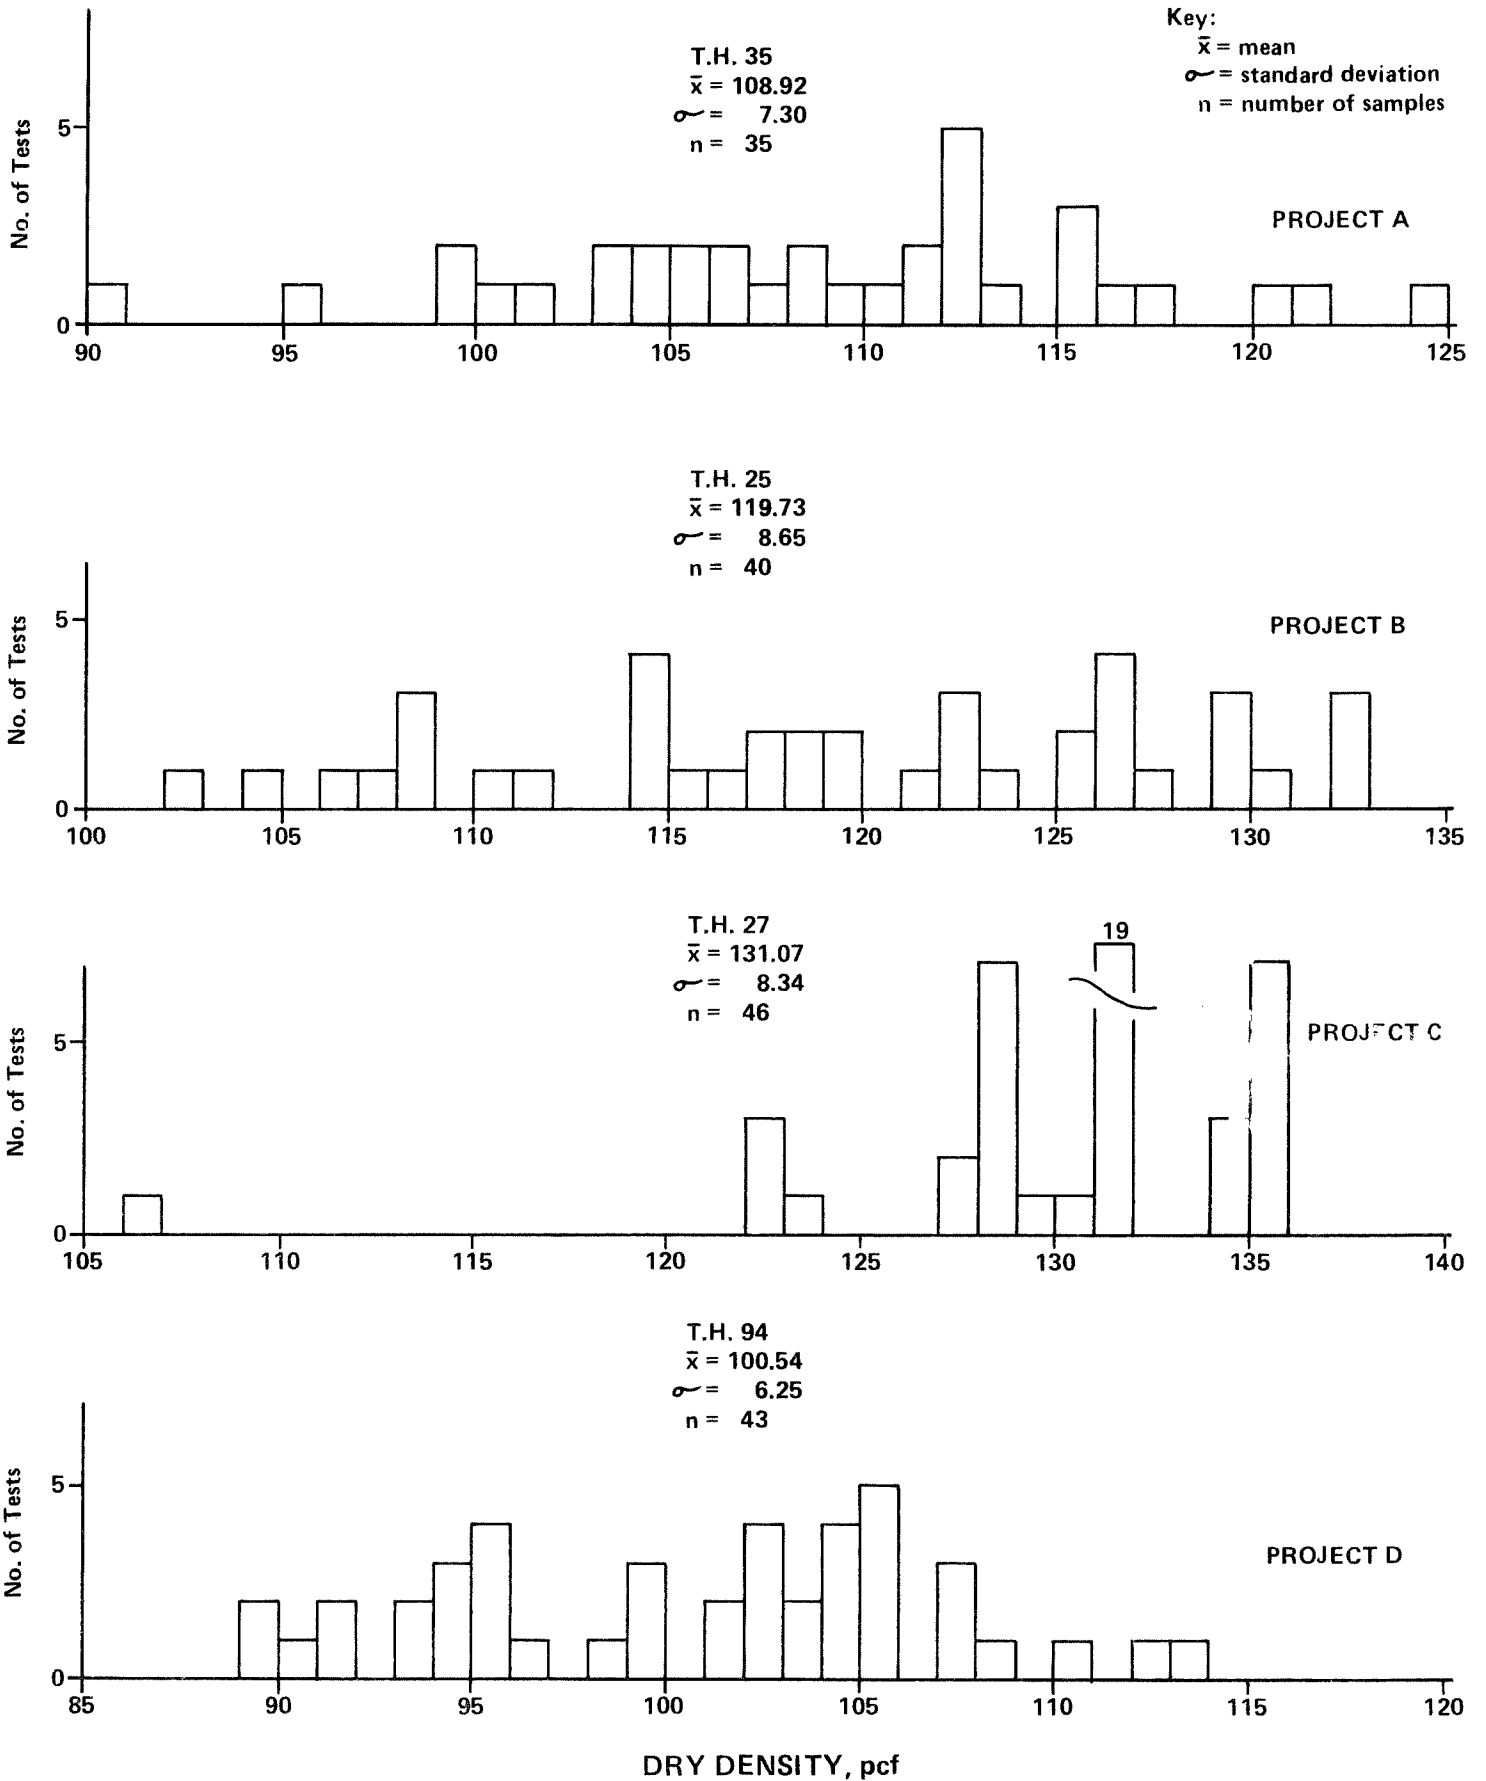 Key:
x̄ = mean
σ = standard deviation
n = number of samples
T.H. 35
x̄ = 108.92
σ = 7.30
n = 35
No. of Tests
5
0
PROJECT A
90 95 100 105 110 115 120 125
T.H. 25
x̄ = 119.73
σ = 8.65
n = 40
No. of Tests
5
0
PROJECT B
100 105 110 115 120 125 130 135
T.H. 27
x̄ = 131.07
σ = 8.34
n = 46
19
No. of Tests
5
0
PROJECT C
105 110 115 120 125 130 135 140
T.H. 94
x̄ = 100.54
σ = 6.25
n = 43
No. of Tests
5
0
PROJECT D
85 90 95 100 105 110 115 120
DRY DENSITY, pcf